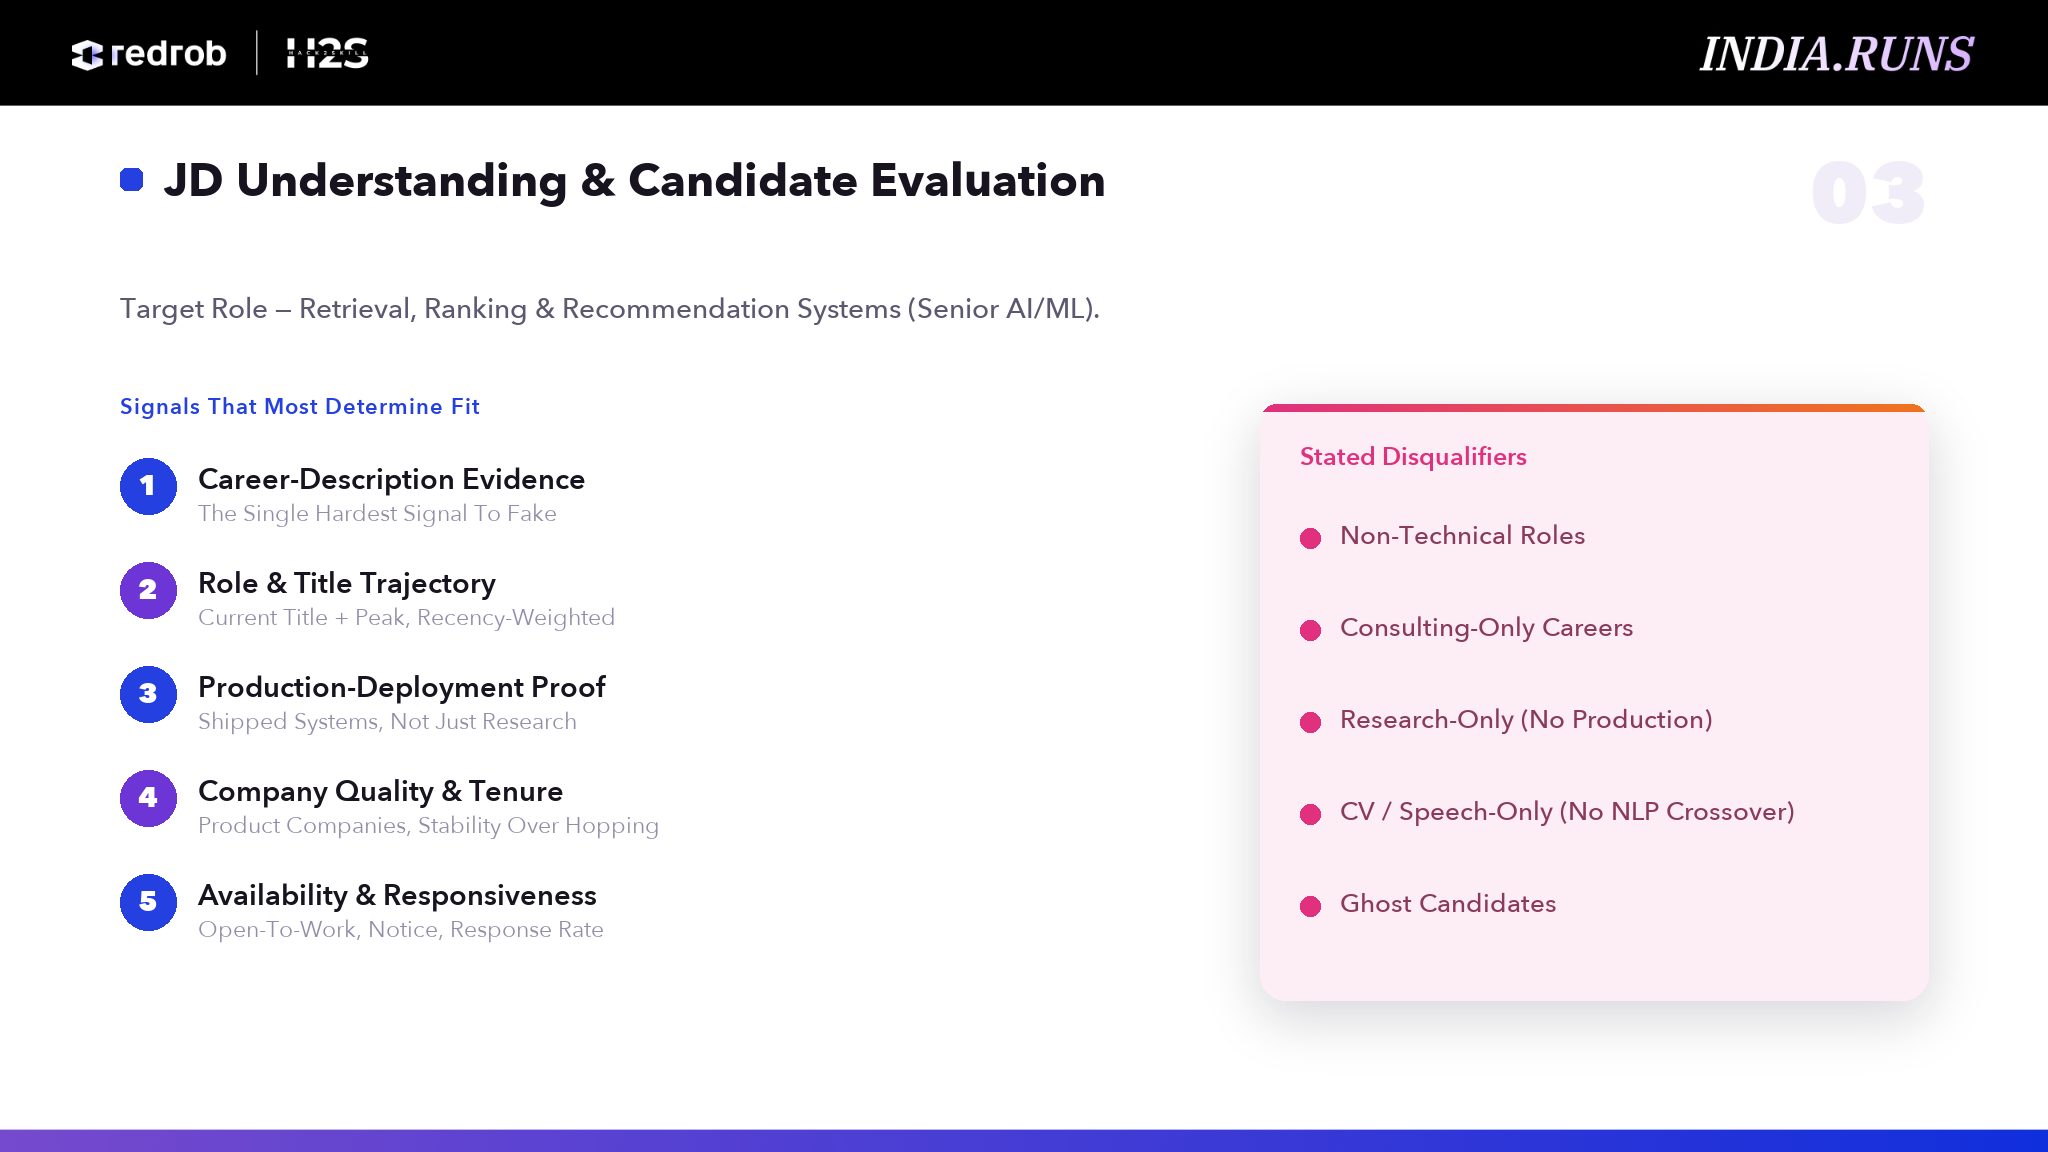 redrob
H2S
HACK2SKILL
INDIA.RUNS
JD Understanding & Candidate Evaluation
03
Target Role – Retrieval, Ranking & Recommendation Systems (Senior AI/ML).
Signals That Most Determine Fit
1
Career-Description Evidence
The Single Hardest Signal To Fake
2
Role & Title Trajectory
Current Title + Peak, Recency-Weighted
3
Production-Deployment Proof
Shipped Systems, Not Just Research
4
Company Quality & Tenure
Product Companies, Stability Over Hopping
5
Availability & Responsiveness
Open-To-Work, Notice, Response Rate
Stated Disqualifiers
Non-Technical Roles
Consulting-Only Careers
Research-Only (No Production)
CV / Speech-Only (No NLP Crossover)
Ghost Candidates